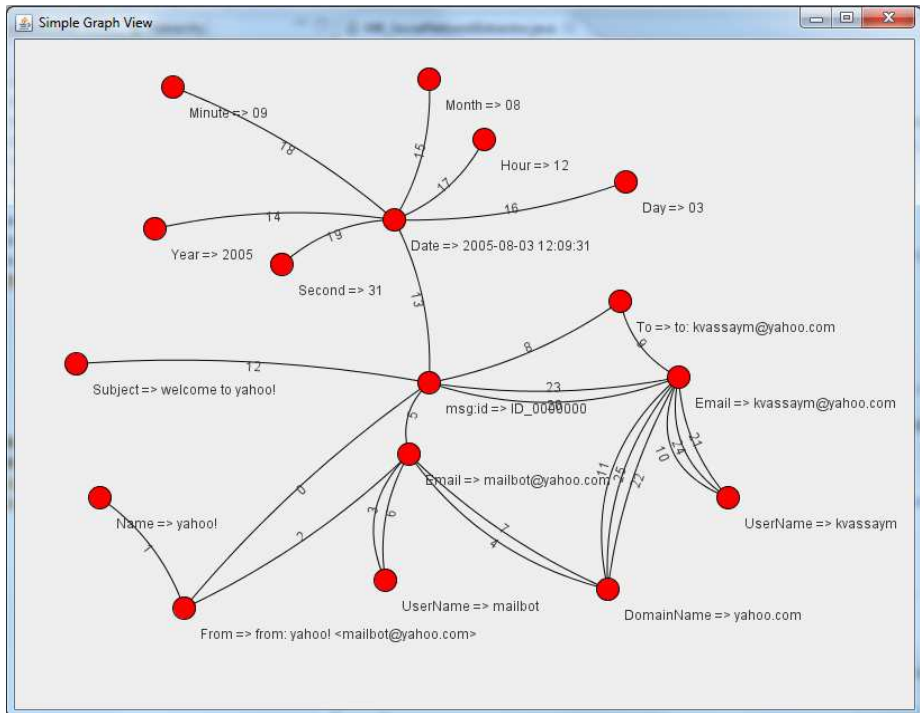 Simple Graph View
Month => 08
Minute => 09
15
18
Hour => 12
17
16
Day => 03
14
19
Year => 2005
Date => 2005-08-03 12:09:31
Second => 31
13
To => to: kvassaym@yahoo.com
8
9
12
Subject => welcome to yahoo!
23
Email => kvassaym@yahoo.com
msg:id => ID_0000000
5
21
24
10
11
25
22
Email => mailbot@yahoo.com
0
Name => yahoo!
3
6
7
UserName => kvassaym
2
4
1
UserName => mailbot
DomainName => yahoo.com
From => from: yahoo! <mailbot@yahoo.com>